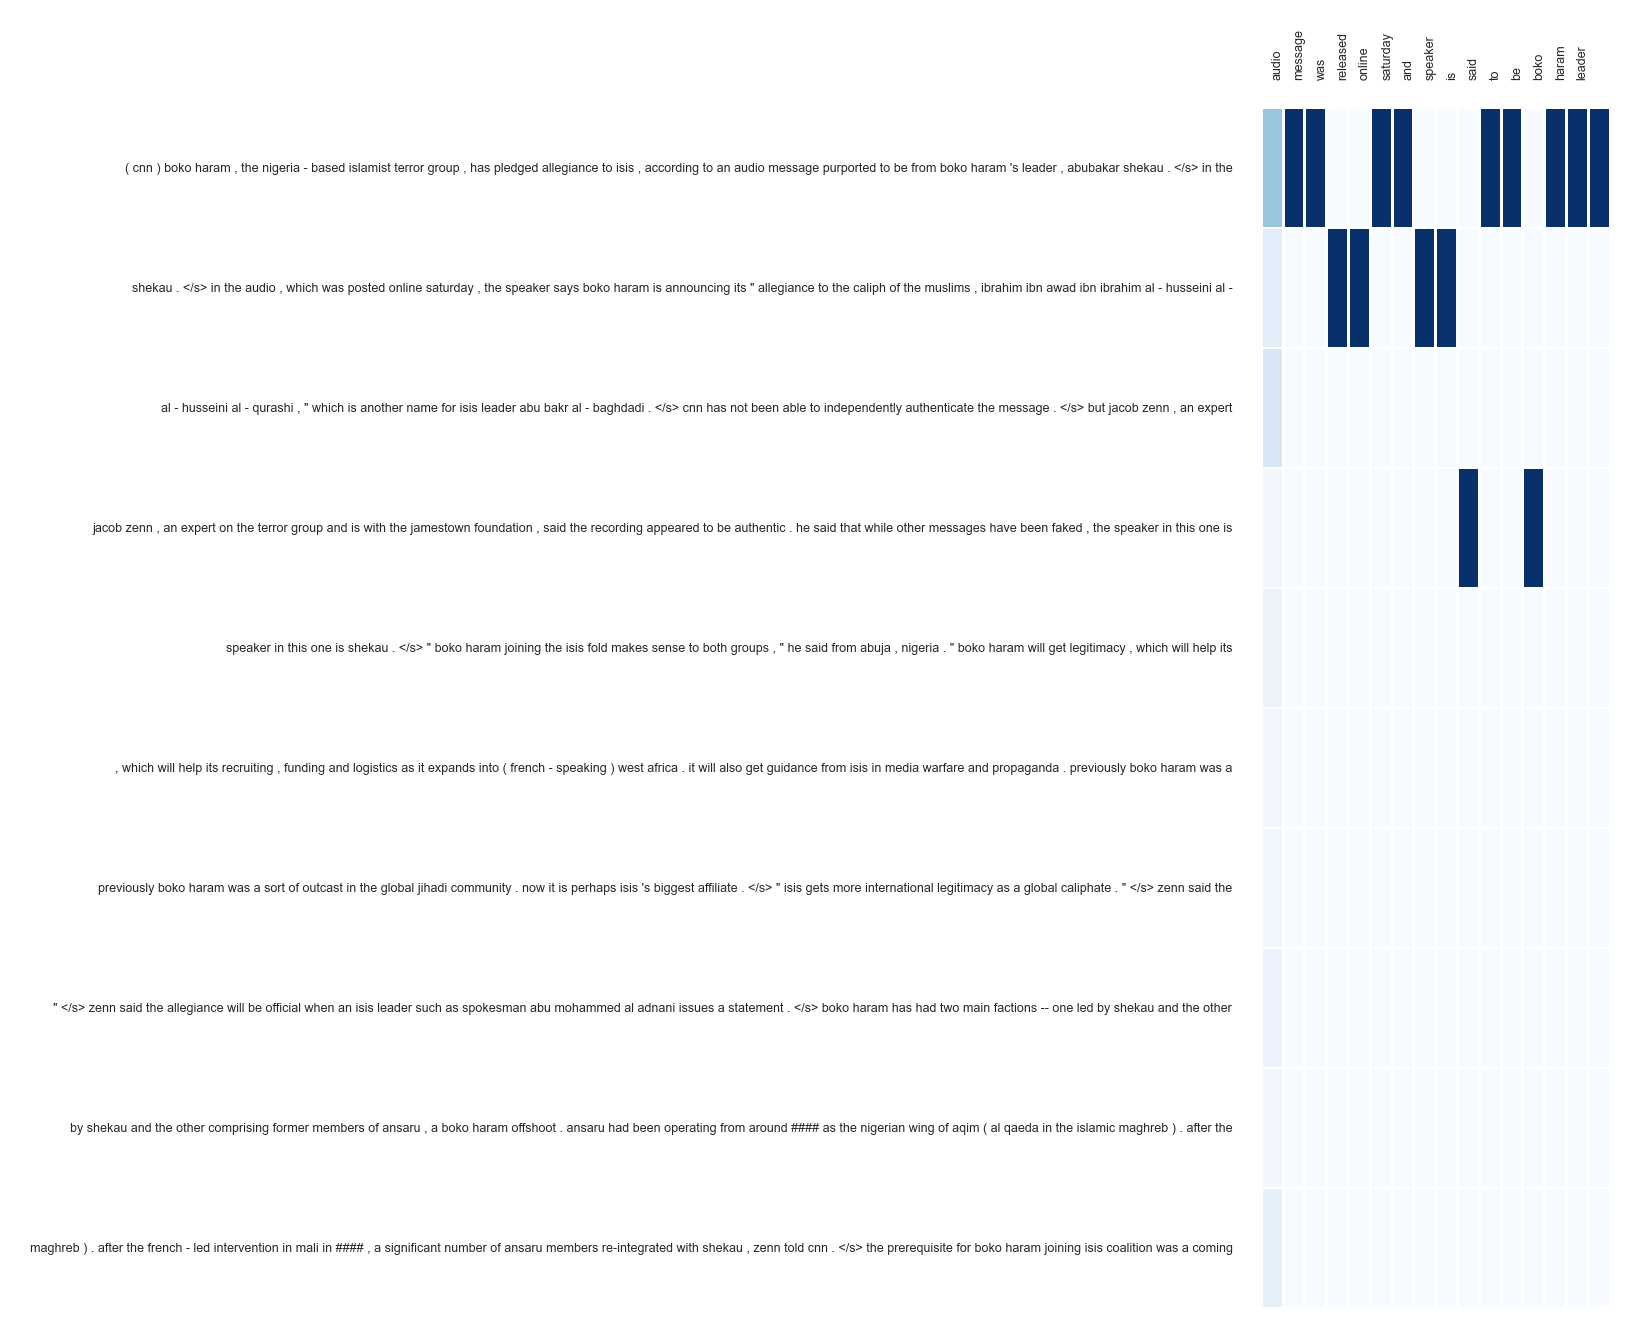 audio
message
was
released
online
saturday
and
speaker
is
said
to
be
boko
haram
leader
( cnn ) boko haram , the nigeria - based islamist terror group , has pledged allegiance to isis , according to an audio message purported to be from boko haram 's leader , abubakar shekau . </s> in the
shekau . </s> in the audio , which was posted online saturday , the speaker says boko haram is announcing its " allegiance to the caliph of the muslims , ibrahim ibn awad ibn ibrahim al - husseini al -
al - husseini al - qurashi , " which is another name for isis leader abu bakr al - baghdadi . </s> cnn has not been able to independently authenticate the message . </s> but jacob zenn , an expert
jacob zenn , an expert on the terror group and is with the jamestown foundation , said the recording appeared to be authentic . he said that while other messages have been faked , the speaker in this one is
speaker in this one is shekau . </s> " boko haram joining the isis fold makes sense to both groups , " he said from abuja , nigeria . " boko haram will get legitimacy , which will help its
, which will help its recruiting , funding and logistics as it expands into ( french - speaking ) west africa . it will also get guidance from isis in media warfare and propaganda . previously boko haram was a
previously boko haram was a sort of outcast in the global jihadi community . now it is perhaps isis 's biggest affiliate . </s> " isis gets more international legitimacy as a global caliphate . " </s> zenn said the
" </s> zenn said the allegiance will be official when an isis leader such as spokesman abu mohammed al adnani issues a statement . </s> boko haram has had two main factions -- one led by shekau and the other
by shekau and the other comprising former members of ansaru , a boko haram offshoot . ansaru had been operating from around #### as the nigerian wing of aqim ( al qaeda in the islamic maghreb ) . after the
maghreb ) . after the french - led intervention in mali in #### , a significant number of ansaru members re-integrated with shekau , zenn told cnn . </s> the prerequisite for boko haram joining isis coalition was a coming